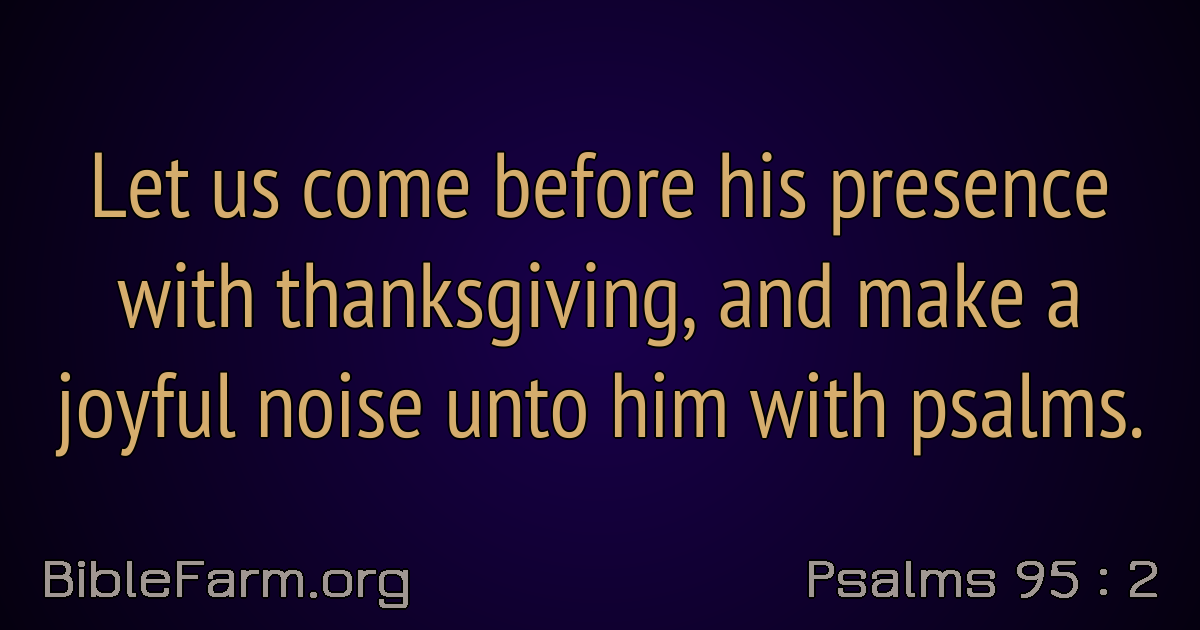 Let us come before his presence
with thanksgiving, and make a
joyful noise unto him with psalms.
BibleFarm.org
Psalms 95 : 2